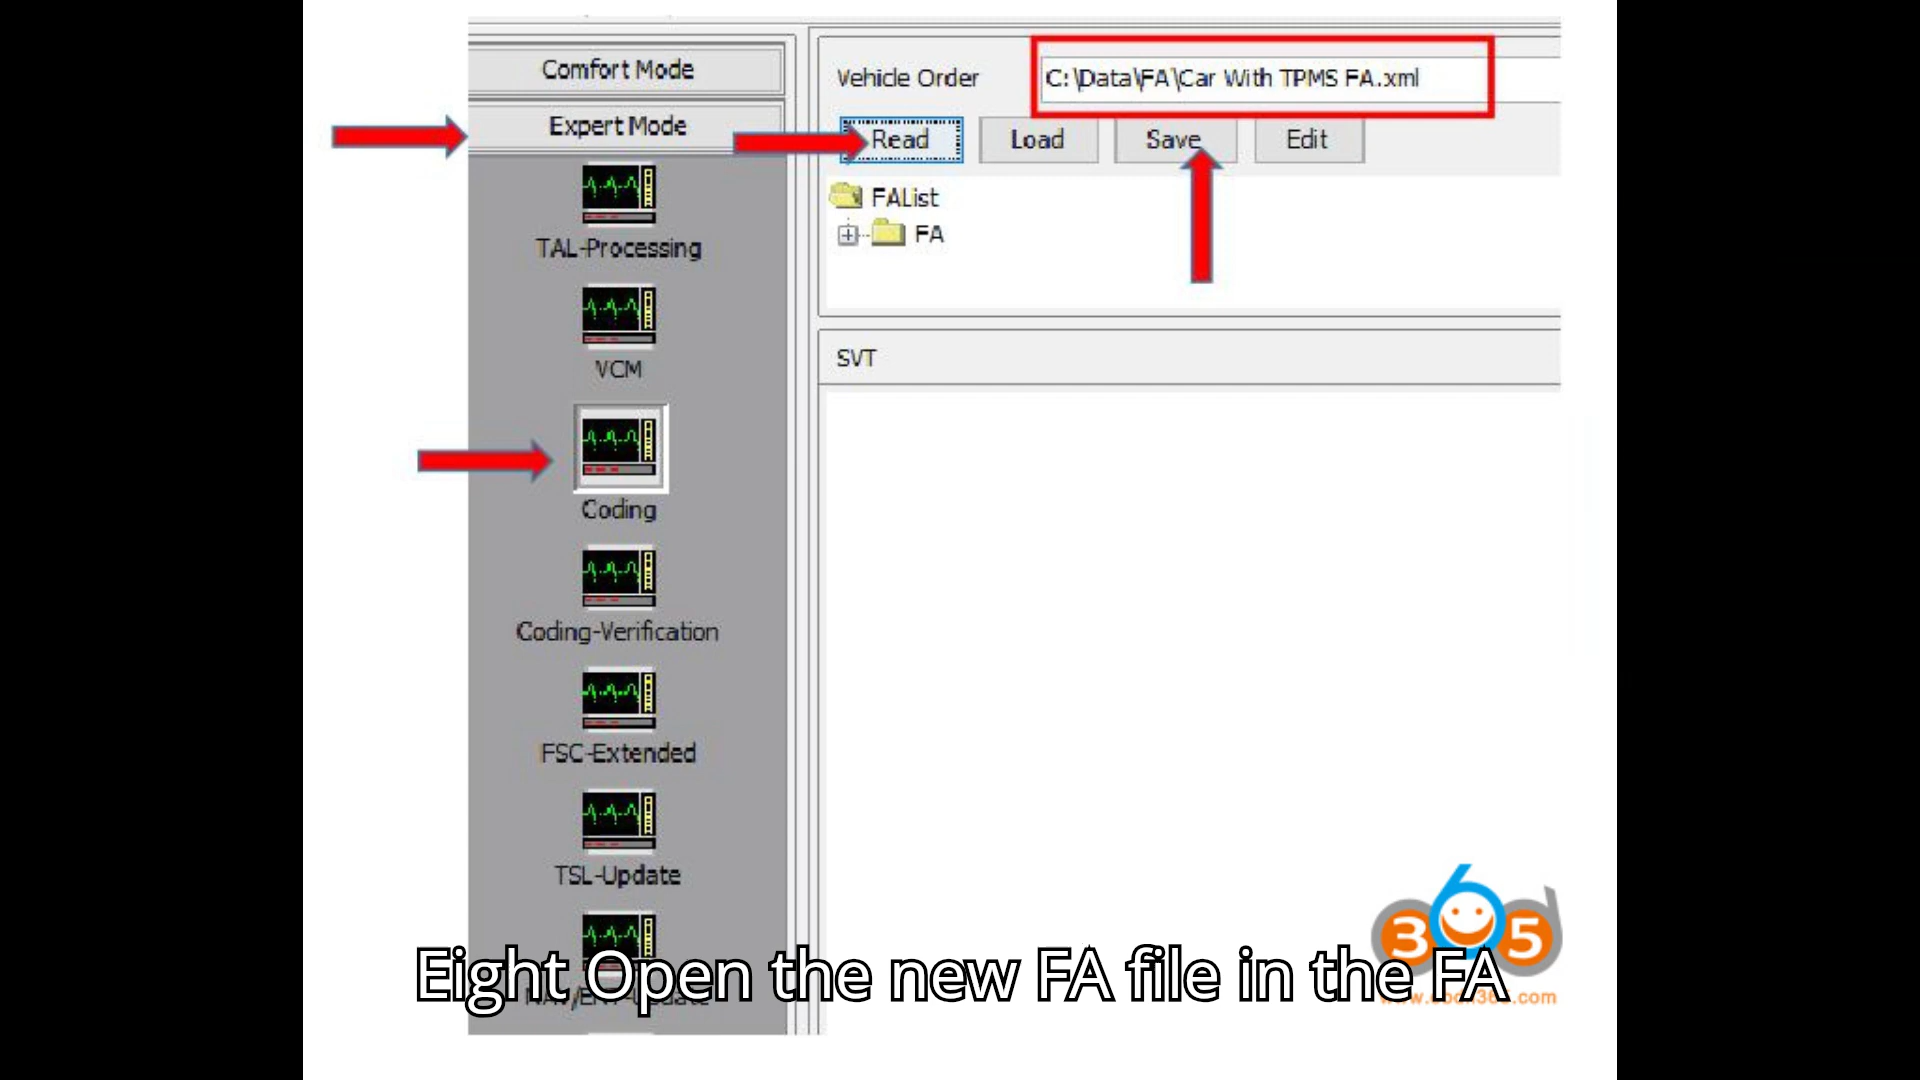 Comfort Mode
Expert Mode
TAL-Processing
VCM
Coding
Coding-Verification
FSC-Extended
TSL-Update
Vehicle Order
C:\Data\FA\Car With TPMS FA.xml
Read
Load
Save
Edit
FAList
FA
SVT
365
Eight Open the new FA file in the FA